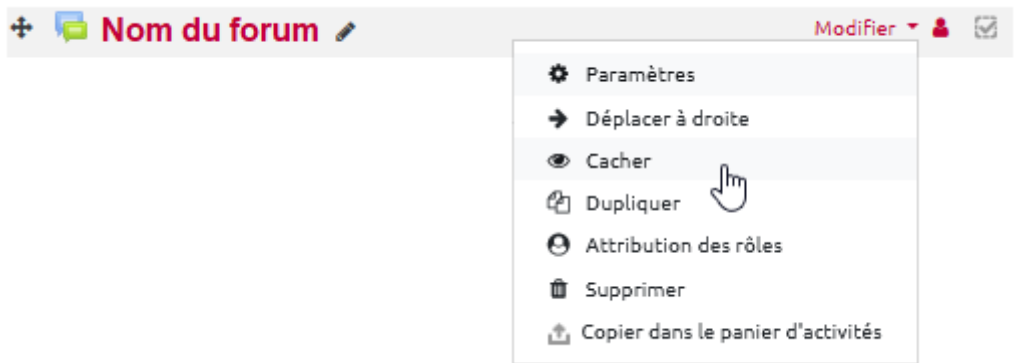 Nom du forum Modifier
Paramètres
Déplacer à droite
Cacher
Dupliquer
Attribution des rôles
Supprimer
Copier dans le panier d'activités